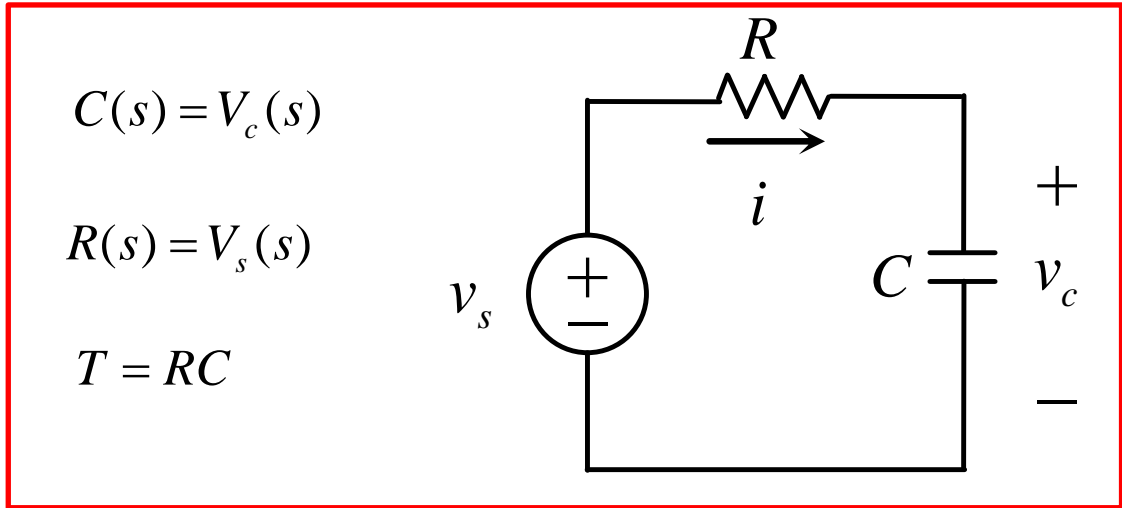 C(s) = V_c(s)
R(s) = V_s(s)
T = RC
R
i
v_s
+
−
C
+
v_c
−